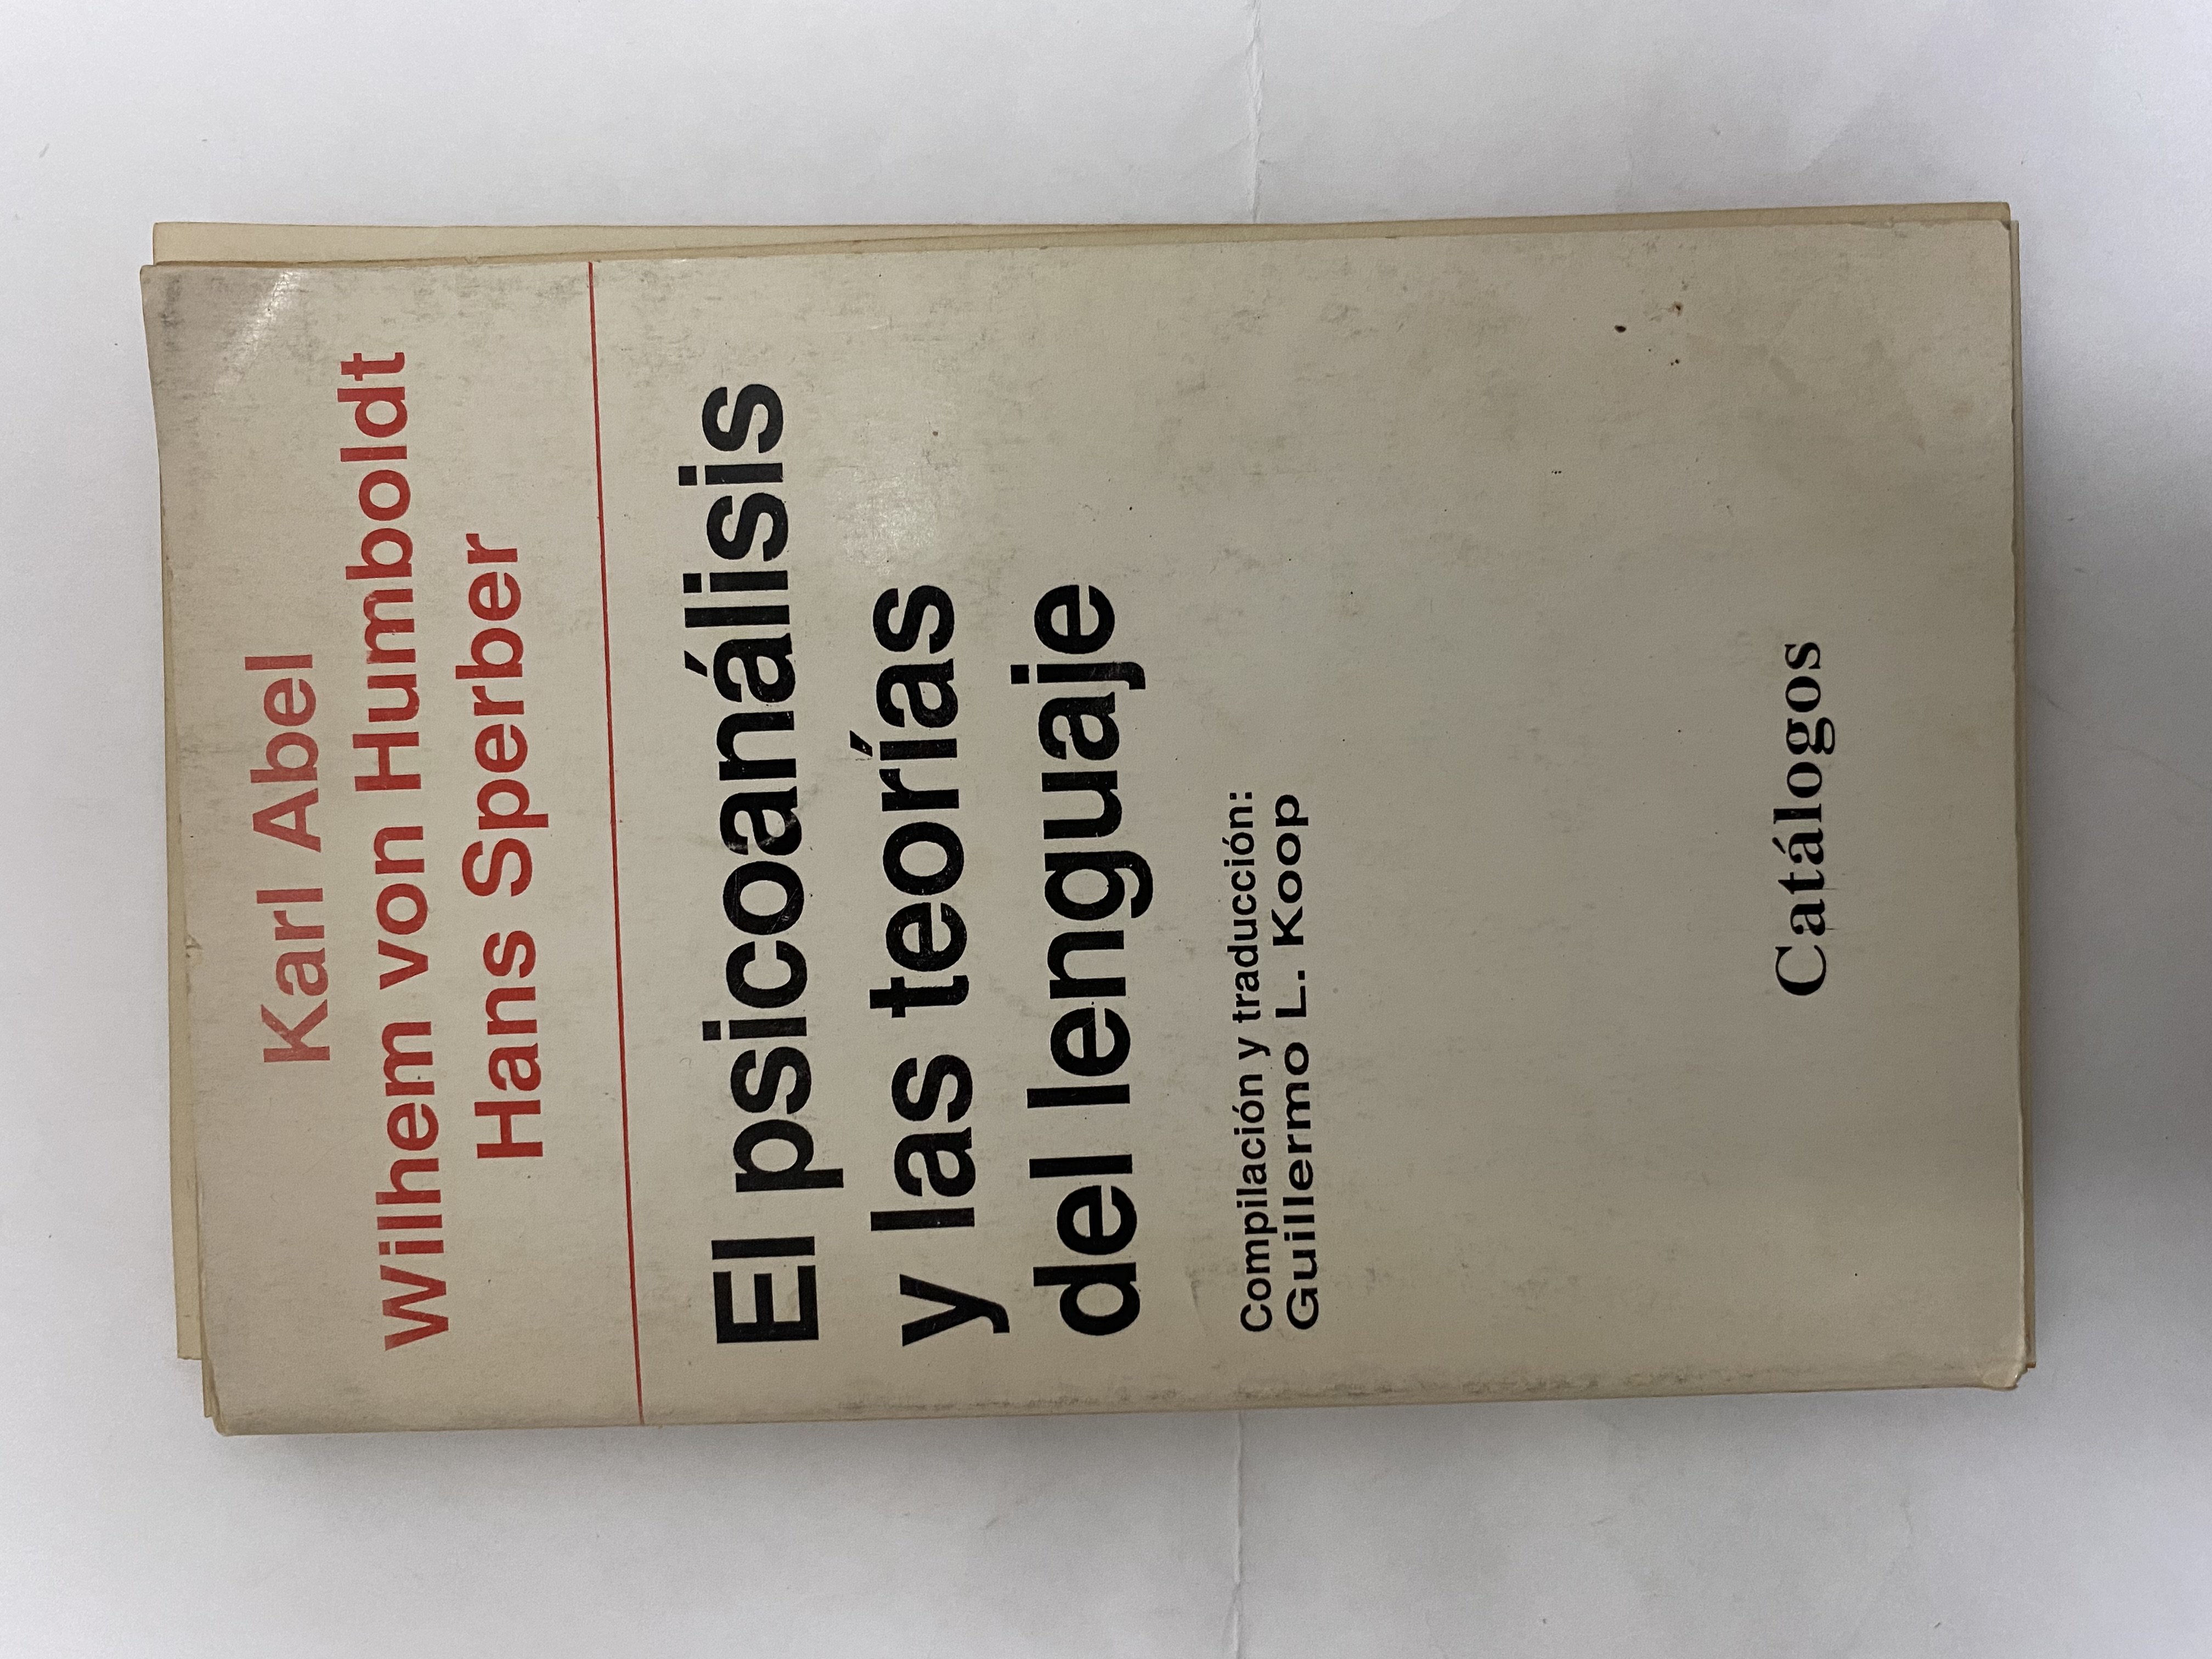 Karl Abel
Wilhem von Humboldt
Hans Sperber
El psicoanálisis
y las teorías
del lenguaje
Compilación y traducción:
Guillermo L. Koop
Catálogos